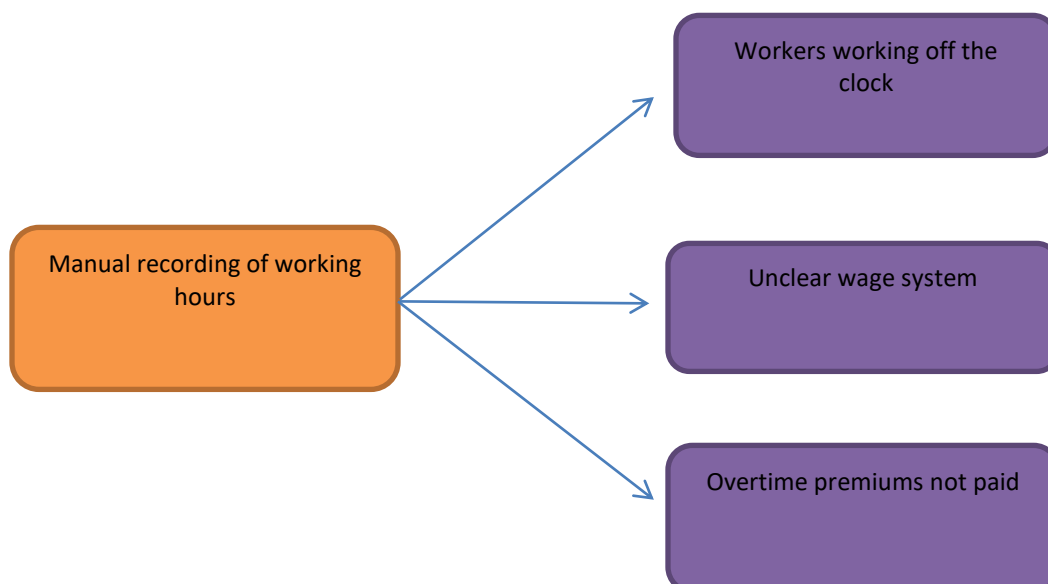 Workers working off the
clock
Manual recording of working
hours
Unclear wage system
Overtime premiums not paid